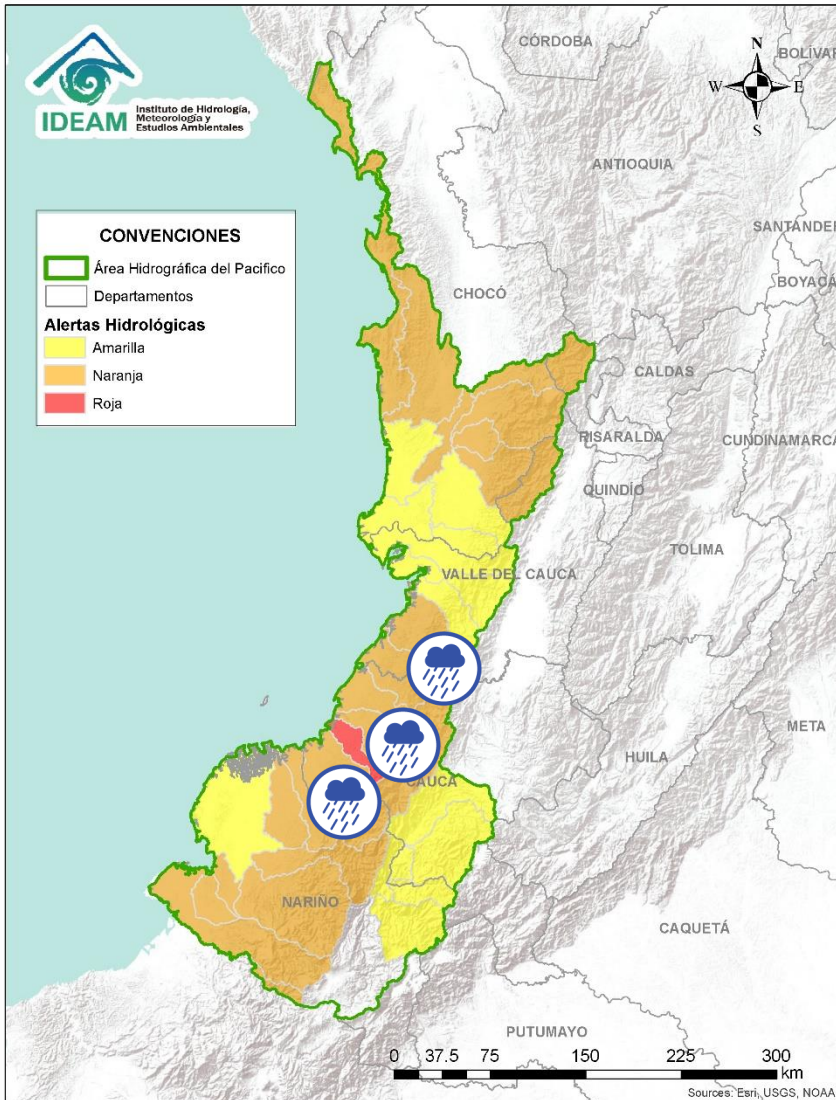 IDEAM
Instituto de Hidrología,
Meteorología y
Estudios Ambientales
CÓRDOBA
BOLÍVAR
N
W
E
S
ANTIOQUIA
SANTANDER
CONVENCIONES
Área Hidrográfica del Pacifico
Departamentos
Alertas Hidrológicas
Amarilla
Naranja
Roja
BOYACÁ
CHOCÓ
CALDAS
RISARALDA
CUNDINAMARCA
QUINDÍO
TOLIMA
VALLE DEL CAUCA
META
HUILA
CAUCA
NARIÑO
CAQUETÁ
PUTUMAYO
0 37.5 75 150 225 300
km
Sources: Esri, USGS, NOAA